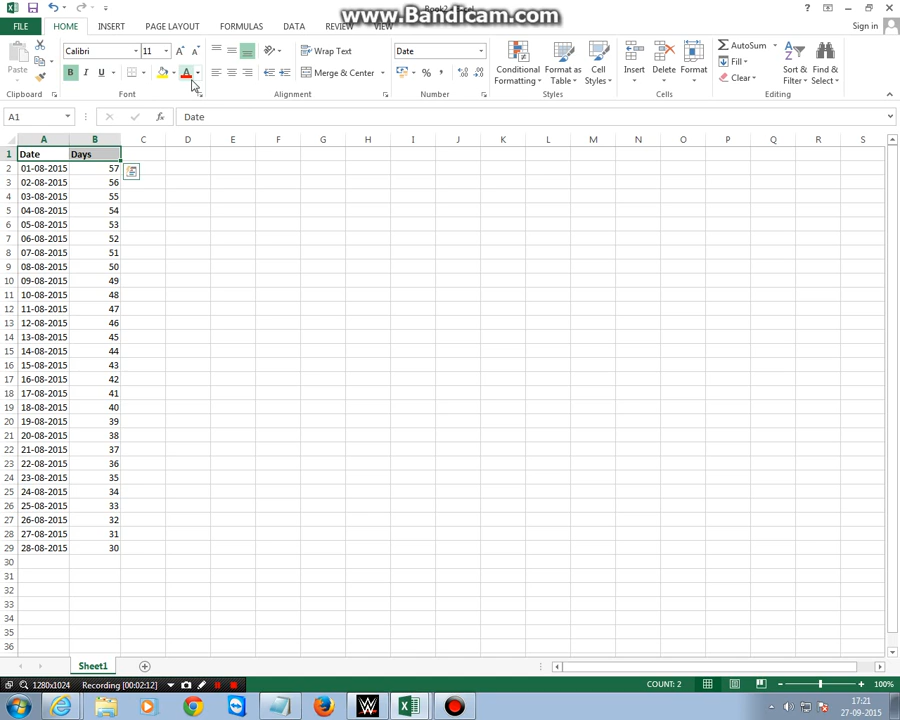 www.Bandicam.com
FILE HOME INSERT PAGE LAYOUT FORMULAS DATA REVIEW VIEW Sign in
Calibri 11 Wrap Text Date AutoSum
Paste B I U Merge & Center % Conditional Formatting Format as Table Cell Styles Insert Delete Format Fill Clear Sort & Filter Find & Select
Clipboard Font Alignment Number Styles Cells Editing
A1 fx Date
A B C D E F G H I J K L M N O P Q R S
1 Date Days
2 01-08-2015 57
3 02-08-2015 56
4 03-08-2015 55
5 04-08-2015 54
6 05-08-2015 53
7 06-08-2015 52
8 07-08-2015 51
9 08-08-2015 50
10 09-08-2015 49
11 10-08-2015 48
12 11-08-2015 47
13 12-08-2015 46
14 13-08-2015 45
15 14-08-2015 44
16 15-08-2015 43
17 16-08-2015 42
18 17-08-2015 41
19 18-08-2015 40
20 19-08-2015 39
21 20-08-2015 38
22 21-08-2015 37
23 22-08-2015 36
24 23-08-2015 35
25 24-08-2015 34
26 25-08-2015 33
27 26-08-2015 32
28 27-08-2015 31
29 28-08-2015 30
30
31
32
33
34
35
36
Sheet1
1280x1024 Recording [00:02:12] COUNT: 2 100%
17:21
27-09-2015